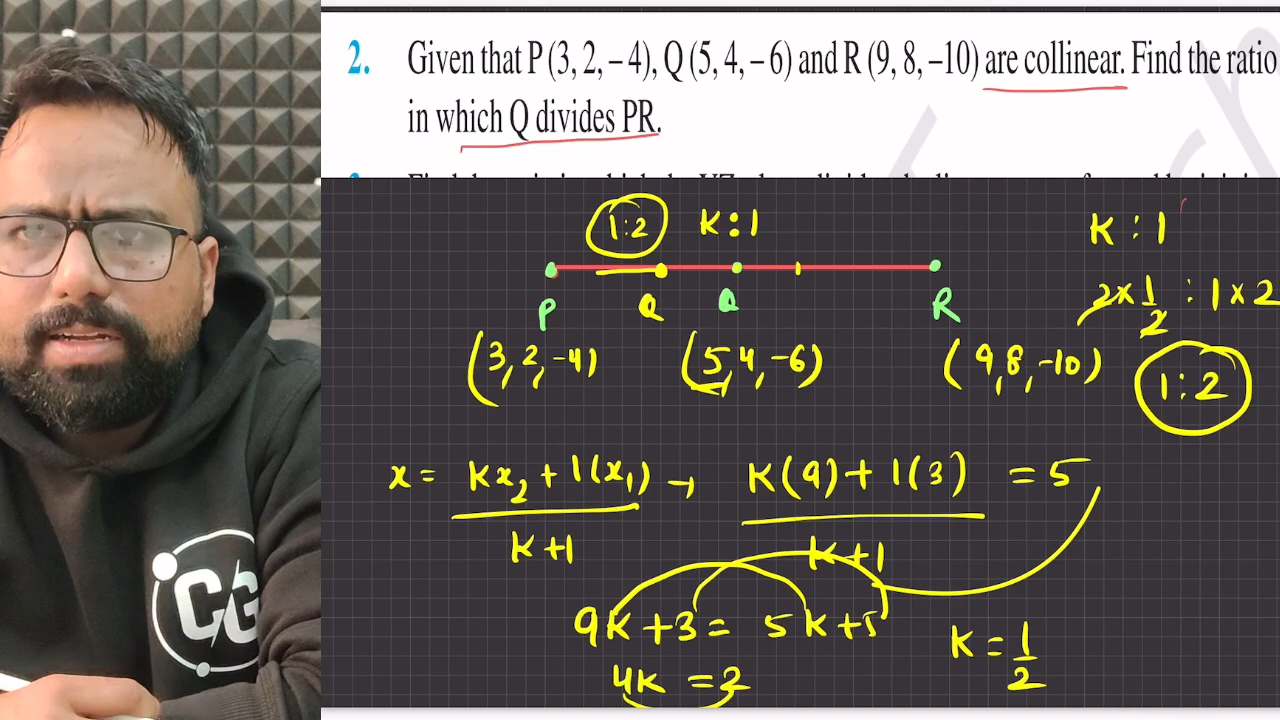 2. Given that P (3, 2, – 4), Q (5, 4, – 6) and R (9, 8, –10) are collinear. Find the ratio
in which Q divides PR.
1:2 K:1
K : 1
P Q Q R
2×1/2 : 1×2
(3, 2, -4) (5, 4, -6) (9, 8, -10)
1:2
x = Kx₂ + 1(x₁) / K+1 → K(9) + 1(3) / K+1 = 5
9K+3 = 5K+5
K = 1/2
4K = 2
CG